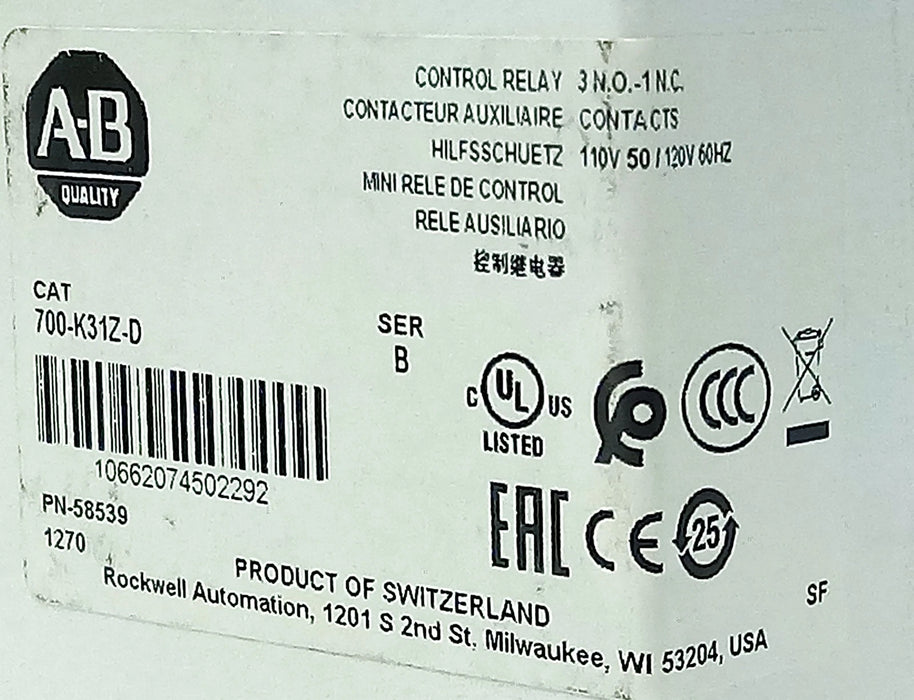 A-B
QUALITY
CONTROL RELAY 3 N.O.-1 N.C.
CONTACTEUR AUXILIAIRE CONTACTS
HILFSSCHUETZ 110V 50 / 120V 60HZ
MINI RELE DE CONTROL
RELE AUSILIARIO
控制继电器
CAT
700-K31Z-D
SER
B
10662074502292
PN-58539
1270
C UL US
LISTED
CCC
EAC CE 25
PRODUCT OF SWITZERLAND
Rockwell Automation, 1201 S 2nd St, Milwaukee, WI 53204, USA
SF